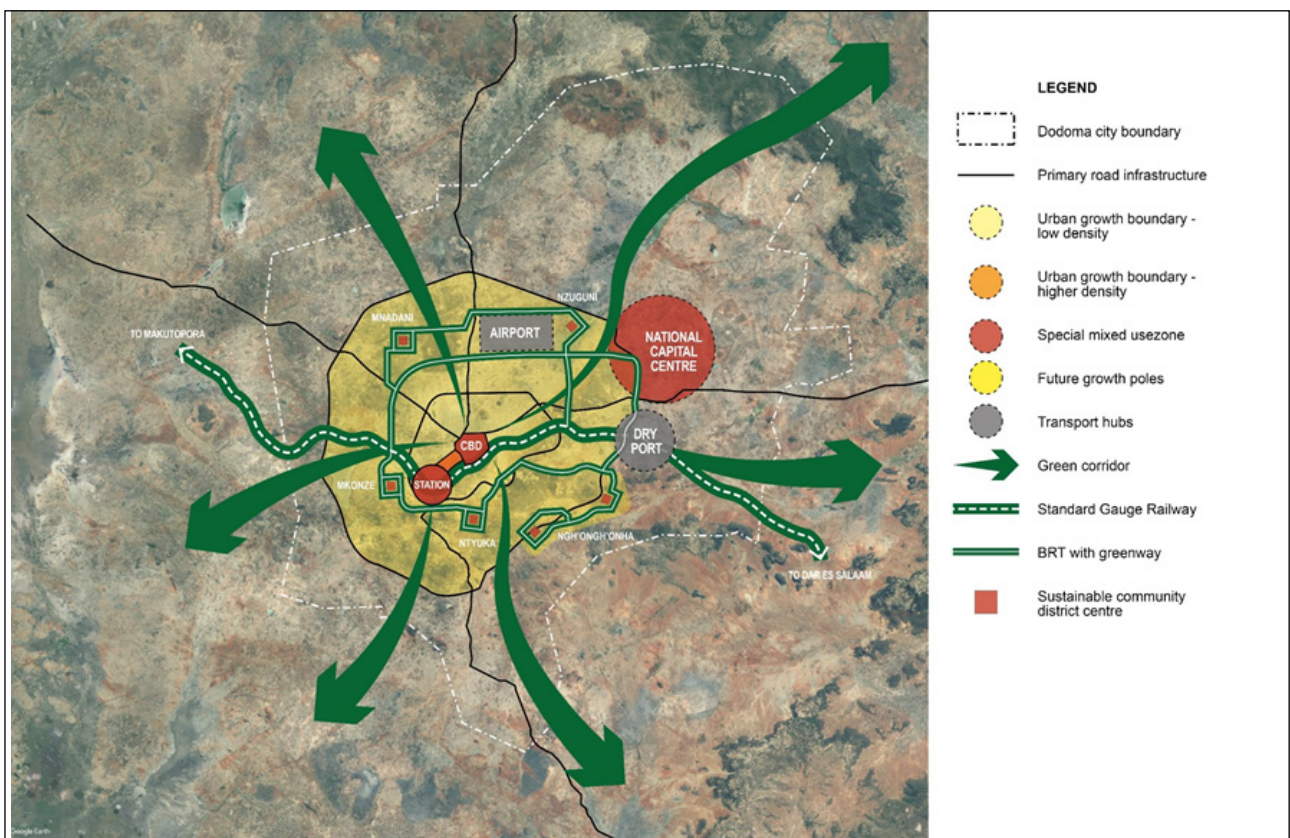 NZUGUNI
MNADANI
AIRPORT
NATIONAL
CAPITAL
CENTRE
TO MAKUTOPORA
CBD
DRY
PORT
STATION
MKONZE
NTYUKA
NGH'ONGH'ONHA
TO DAR ES SALAAM
Google Earth
LEGEND
Dodoma city boundary
Primary road infrastructure
Urban growth boundary -
low density
Urban growth boundary -
higher density
Special mixed usezone
Future growth poles
Transport hubs
Green corridor
Standard Gauge Railway
BRT with greenway
Sustainable community
district centre